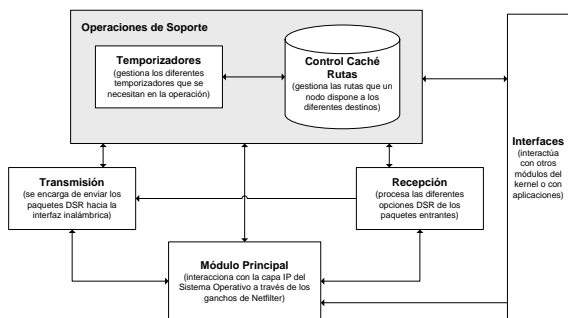 Operaciones de Soporte
Temporizadores
(gestiona los diferentes
temporizadores que se
necesitan en la operación)
Control Caché
Rutas
(gestiona las rutas que un
nodo dispone a los
diferentes destinos)
Interfaces
(interactúa
con otros
módulos del
kernel o con
aplicaciones)
Transmisión
(se encarga de enviar los
paquetes DSR hacia la
interfaz inalámbrica)
Recepción
(procesa las diferentes
opciones DSR de los
paquetes entrantes)
Módulo Principal
(interacciona con la capa IP del
Sistema Operativo a través de los
ganchos de Netfilter)